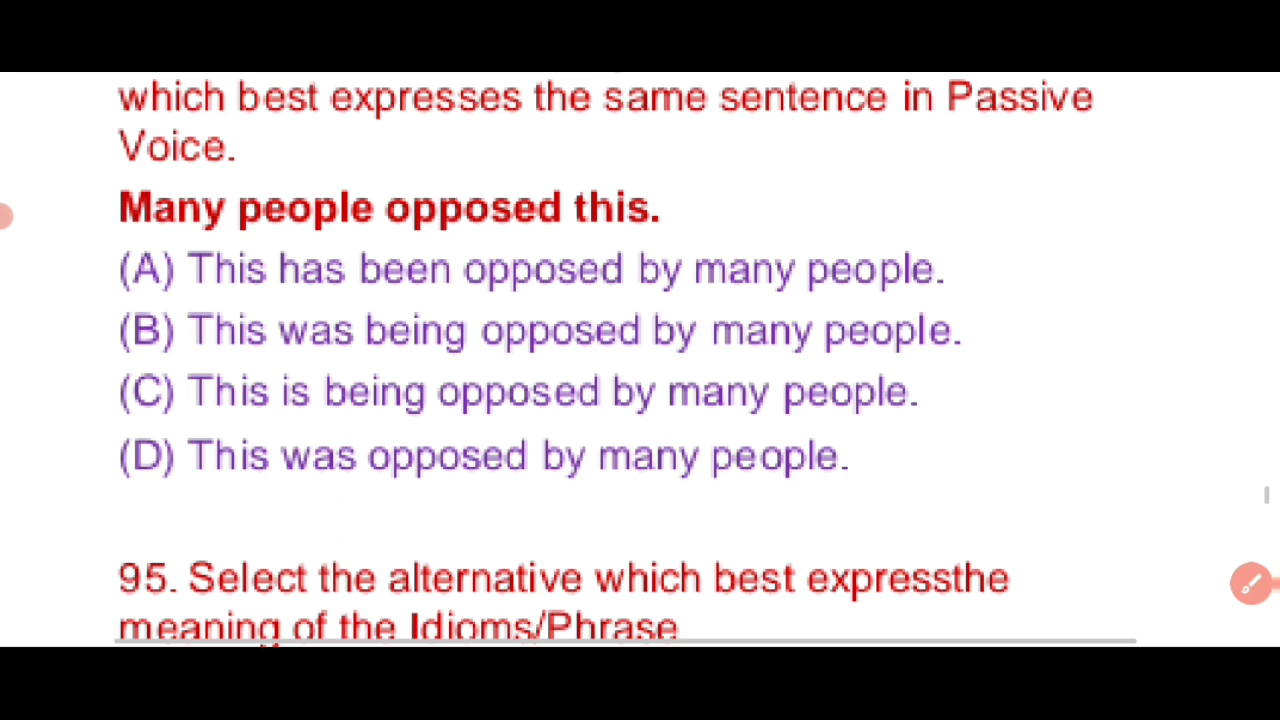 which best expresses the same sentence in Passive
Voice.
Many people opposed this.
(A) This has been opposed by many people.
(B) This was being opposed by many people.
(C) This is being opposed by many people.
(D) This was opposed by many people.
95. Select the alternative which best expressthe
meaning of the Idioms/Phrase